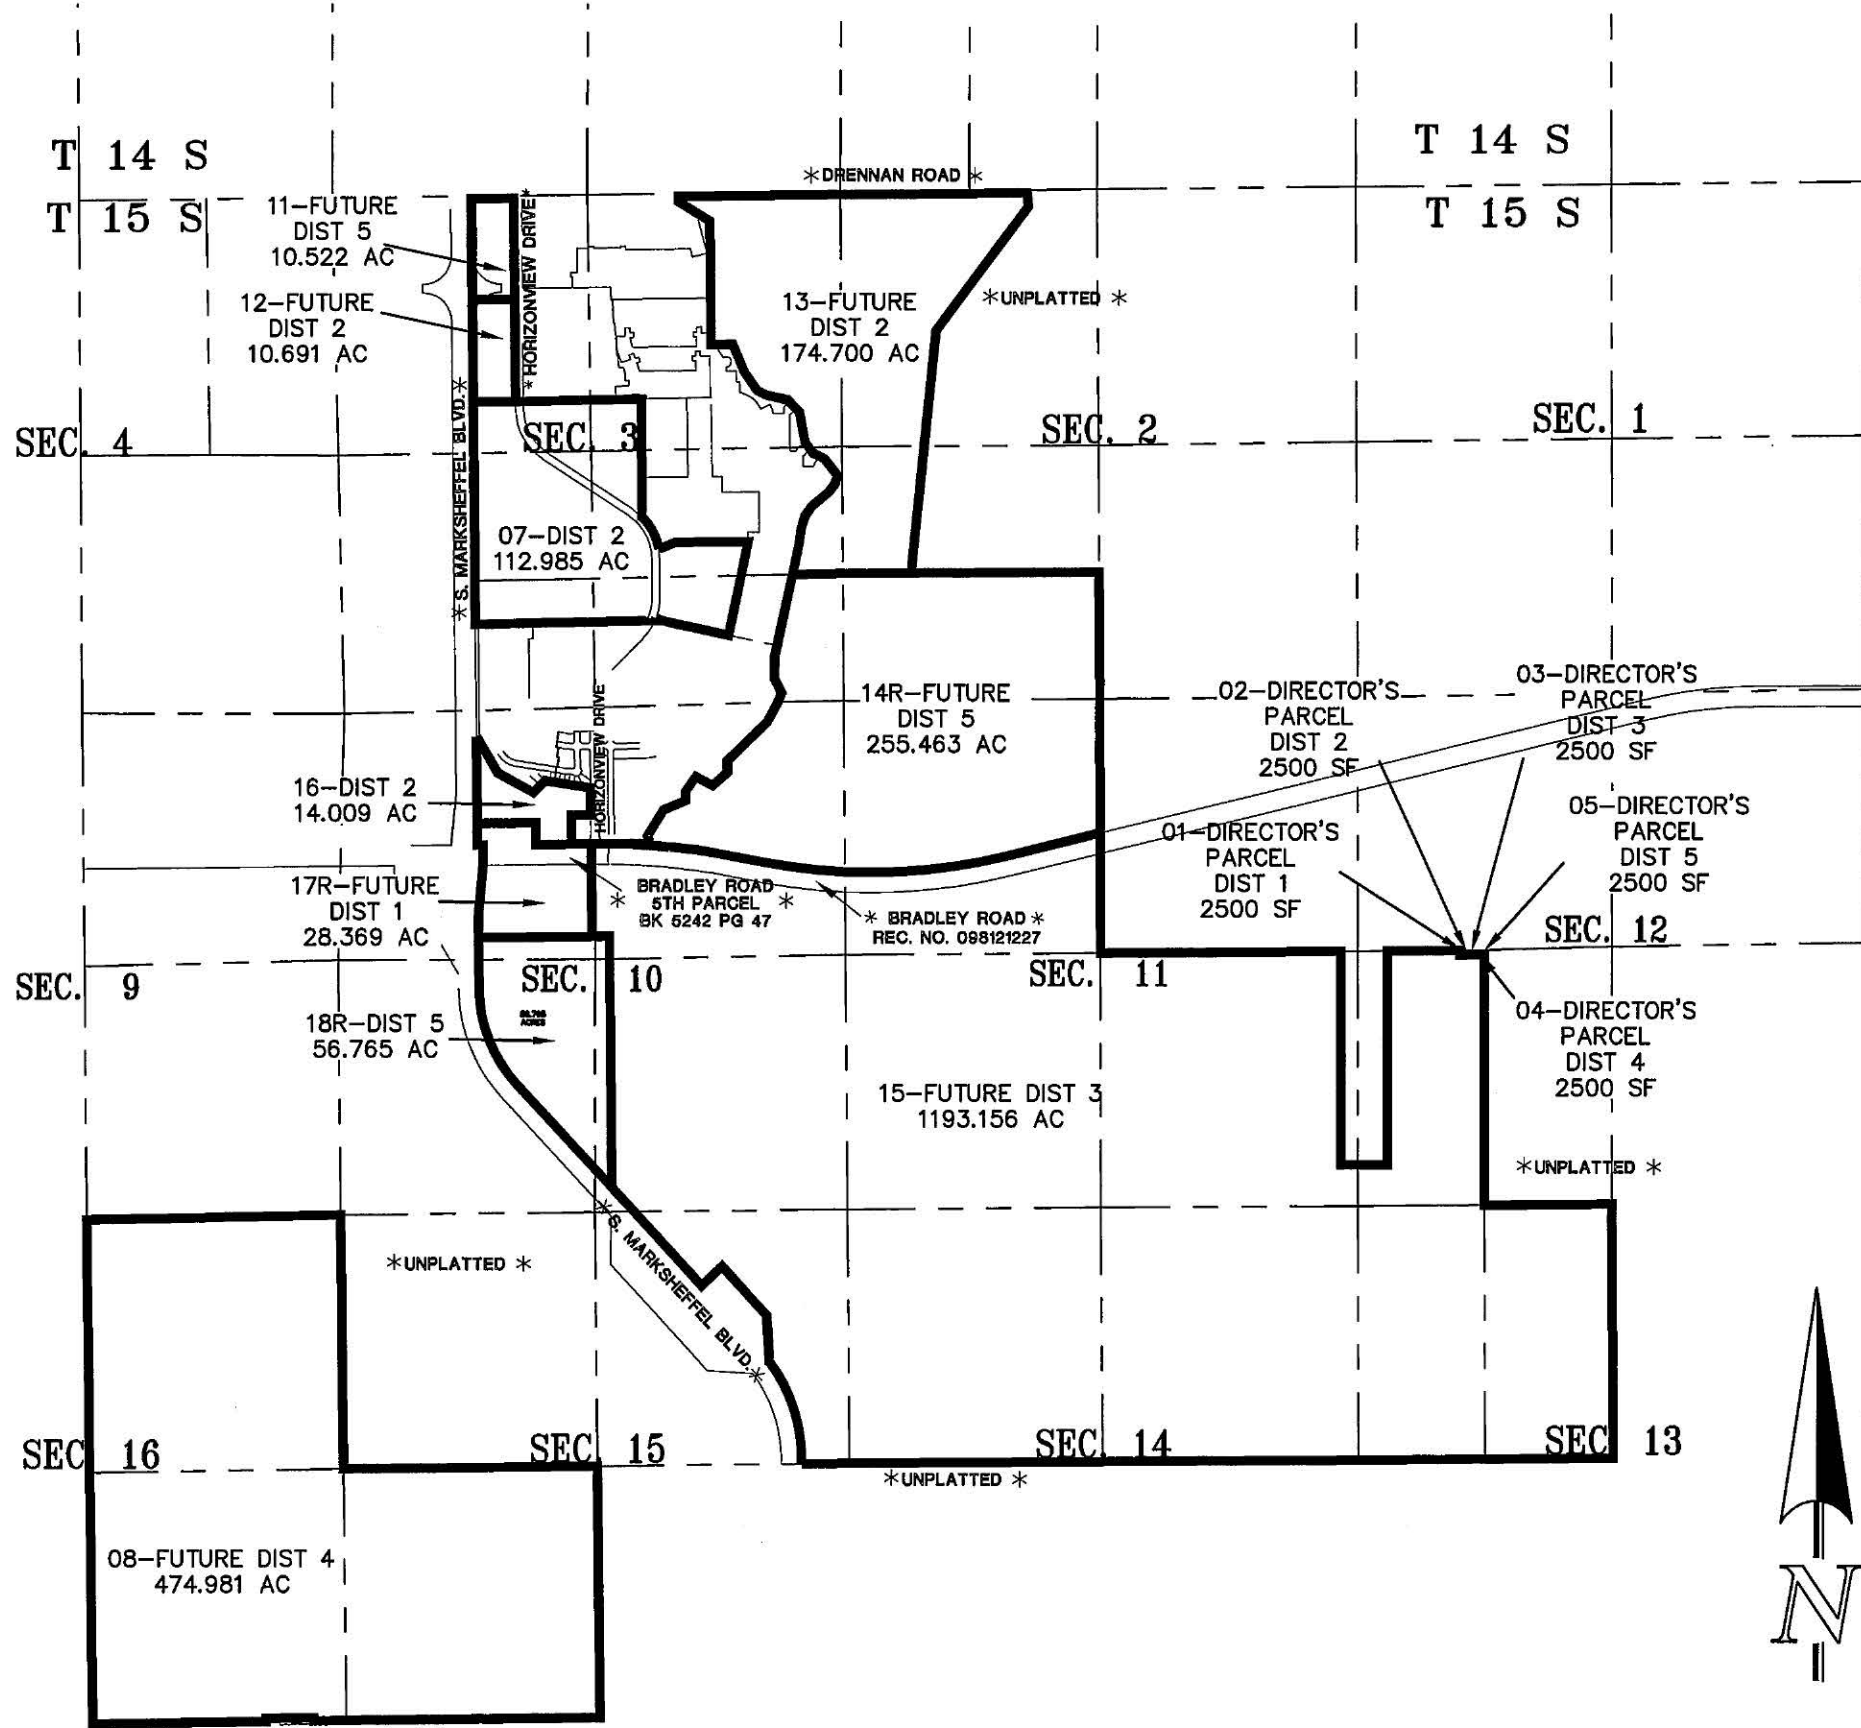 T 14 S
T 14 S
*DRENNAN ROAD*
T 15 S
T 15 S
11-FUTURE
DIST 5
10.522 AC
*HORIZONVIEW DRIVE*
12-FUTURE
DIST 2
10.691 AC
13-FUTURE
DIST 2
174.700 AC
*UNPLATTED*
*S. MARKSHEFFEL BLVD.*
SEC. 4
SEC. 3
SEC. 2
SEC. 1
07-DIST 2
112.985 AC
14R-FUTURE
DIST 5
255.463 AC
02-DIRECTOR'S
PARCEL
DIST 2
2500 SF
03-DIRECTOR'S
PARCEL
DIST 3
2500 SF
HORIZONVIEW DRIVE
16-DIST 2
14.009 AC
01-DIRECTOR'S
PARCEL
DIST 1
2500 SF
05-DIRECTOR'S
PARCEL
DIST 5
2500 SF
17R-FUTURE
DIST 1
28.369 AC
BRADLEY ROAD
* 5TH PARCEL *
BK 5242 PG 47
* BRADLEY ROAD *
REC. NO. 098121227
SEC. 9
SEC. 10
SEC. 11
SEC. 12
18R-DIST 5
56.765 AC
56.765
ACRES
04-DIRECTOR'S
PARCEL
DIST 4
2500 SF
15-FUTURE DIST 3
1193.156 AC
*UNPLATTED*
*UNPLATTED*
*S. MARKSHEFFEL BLVD.*
SEC 16
SEC 15
SEC. 14
SEC 13
*UNPLATTED*
08-FUTURE DIST 4
474.981 AC
N